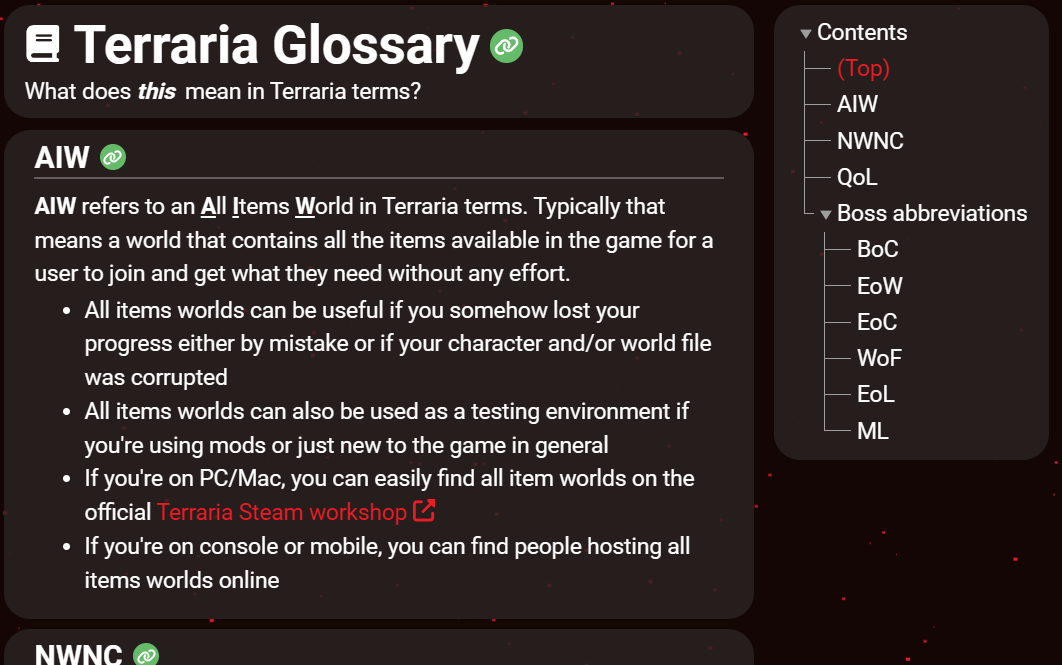 Terraria Glossary
What does this mean in Terraria terms?
AIW
AIW refers to an All Items World in Terraria terms. Typically that
means a world that contains all the items available in the game for a
user to join and get what they need without any effort.
• All items worlds can be useful if you somehow lost your
progress either by mistake or if your character and/or world file
was corrupted
• All items worlds can also be used as a testing environment if
you're using mods or just new to the game in general
• If you're on PC/Mac, you can easily find all item worlds on the
official Terraria Steam workshop
• If you're on console or mobile, you can find people hosting all
items worlds online
NWNC
Contents
(Top)
AIW
NWNC
QoL
Boss abbreviations
BoC
EoW
EoC
WoF
EoL
ML